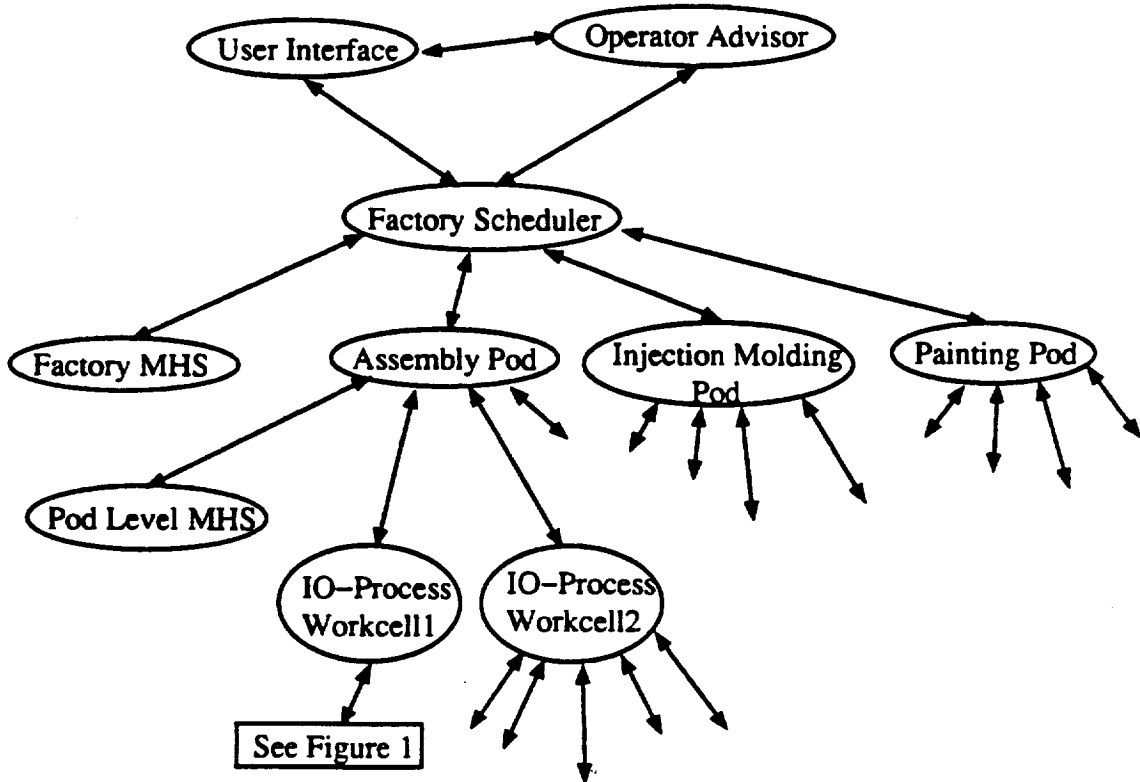 User Interface
Operator Advisor
Factory Scheduler
Factory MHS
Assembly Pod
Injection Molding
Pod
Painting Pod
Pod Level MHS
IO-Process
Workcell1
IO-Process
Workcell2
See Figure 1